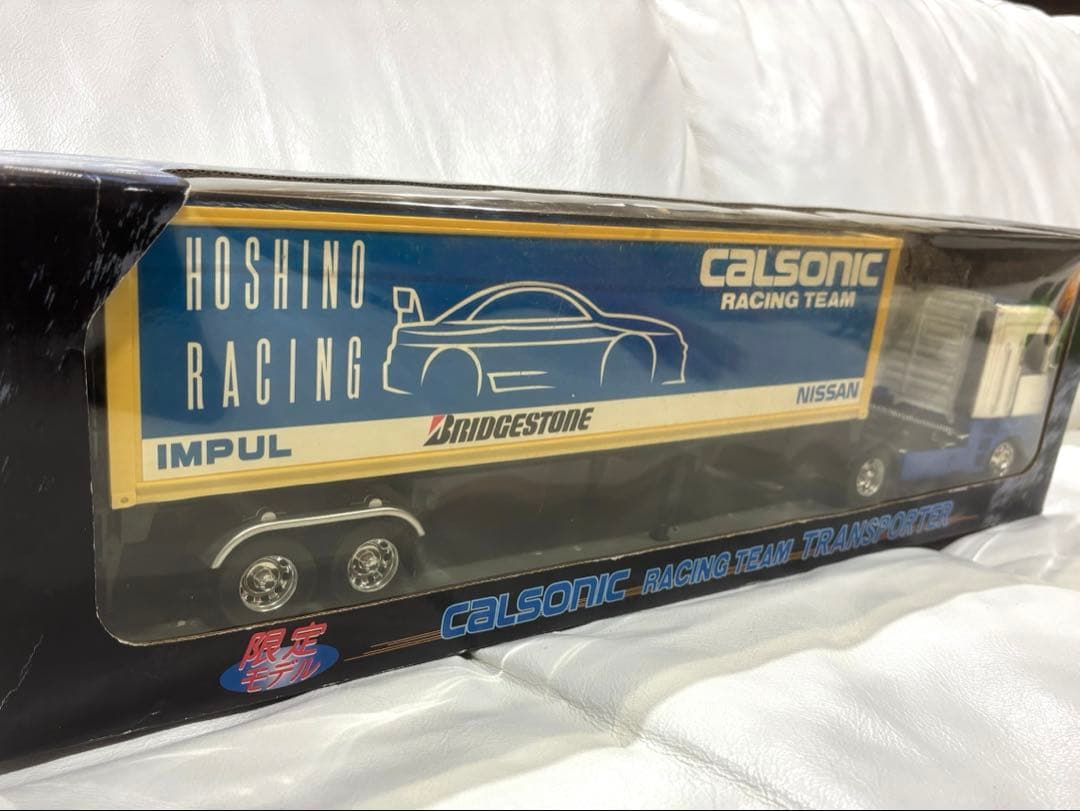 HOSHINO
RACING
CALSONIC
RACING TEAM
IMPUL
BRIDGESTONE
NISSAN
CALSONIC RACING TEAM TRANSPORTER
限定
モデル